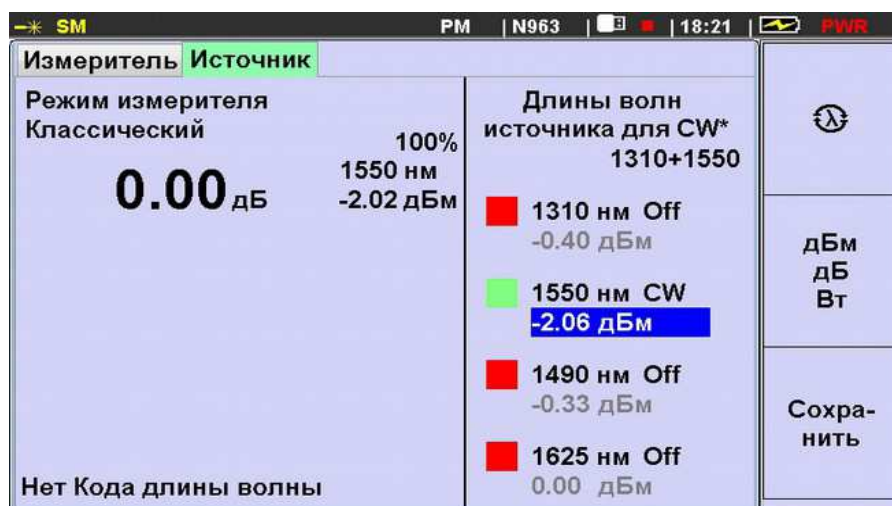 SM PM | N963 | 18:21 | PWR
Измеритель Источник
Режим измерителя
Классический
100%
1550 нм
0.00 дБ
-2.02 дБм
Нет Кода длины волны
Длины волн
источника для CW*
1310+1550
1310 нм Off
-0.40 дБм
1550 нм CW
-2.06 дБм
1490 нм Off
-0.33 дБм
1625 нм Off
0.00 дБм
λ
дБм
дБ
Вт
Сохра-
нить